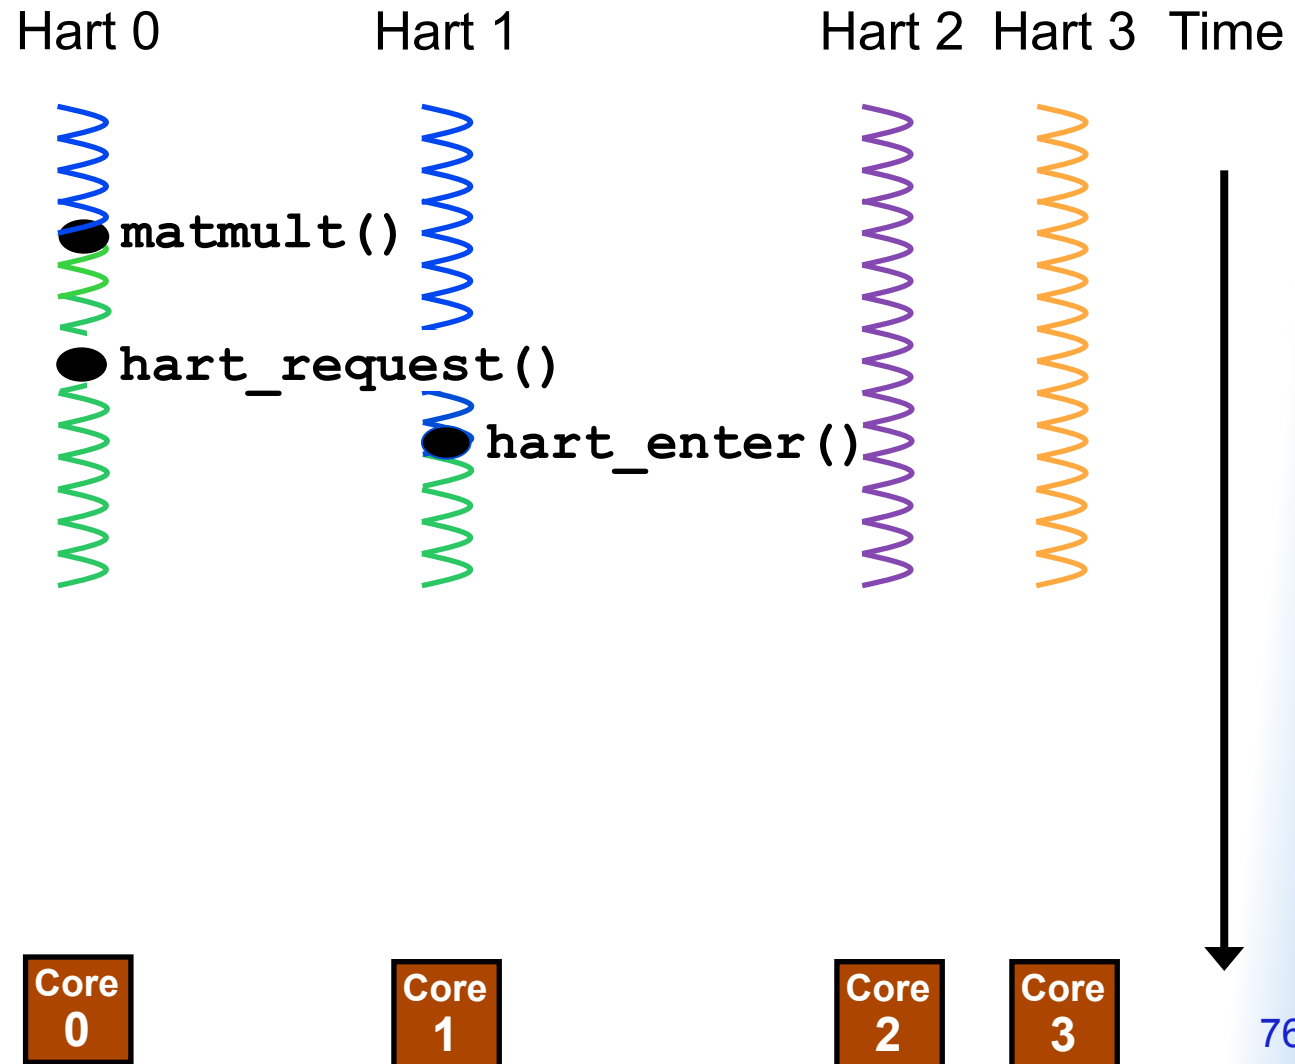 Hart 0 Hart 1 Hart 2 Hart 3 Time
matmult()
hart_request()
hart_enter()
Core 0
Core 1
Core 2
Core 3
76